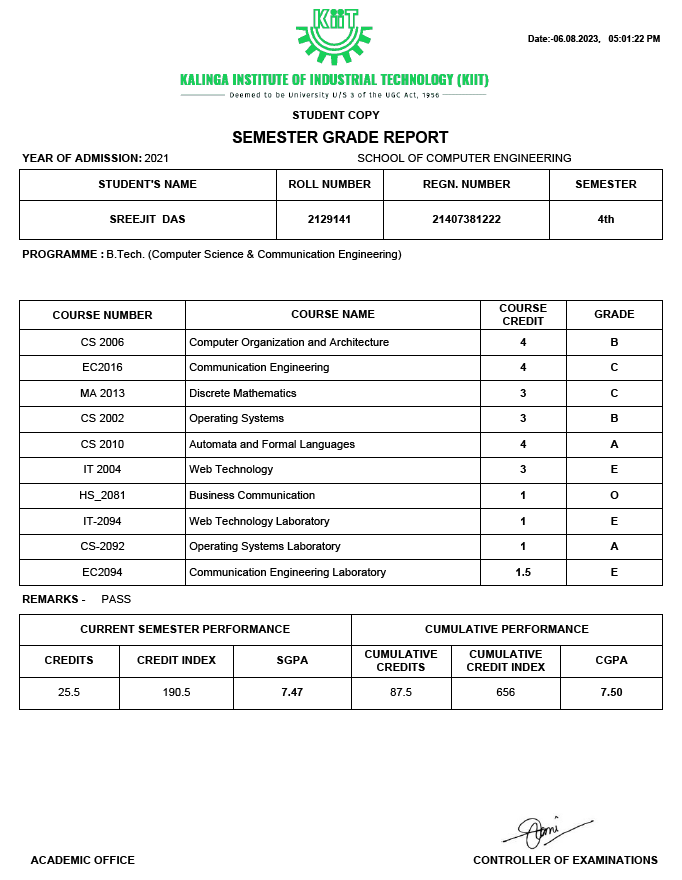 KiiT
Date:-06.08.2023, 05:01:22 PM
KALINGA INSTITUTE OF INDUSTRIAL TECHNOLOGY (KIIT)
Deemed to be University U/S 3 of the UGC Act, 1956
STUDENT COPY
SEMESTER GRADE REPORT
YEAR OF ADMISSION: 2021 SCHOOL OF COMPUTER ENGINEERING
STUDENT'S NAME ROLL NUMBER REGN. NUMBER SEMESTER
SREEJIT DAS 2129141 21407381222 4th
PROGRAMME : B.Tech. (Computer Science & Communication Engineering)
COURSE NUMBER COURSE NAME COURSE CREDIT GRADE
CS 2006 Computer Organization and Architecture 4 B
EC2016 Communication Engineering 4 C
MA 2013 Discrete Mathematics 3 C
CS 2002 Operating Systems 3 B
CS 2010 Automata and Formal Languages 4 A
IT 2004 Web Technology 3 E
HS_2081 Business Communication 1 O
IT-2094 Web Technology Laboratory 1 E
CS-2092 Operating Systems Laboratory 1 A
EC2094 Communication Engineering Laboratory 1.5 E
REMARKS - PASS
CURRENT SEMESTER PERFORMANCE CUMULATIVE PERFORMANCE
CREDITS CREDIT INDEX SGPA CUMULATIVE CREDITS CUMULATIVE CREDIT INDEX CGPA
25.5 190.5 7.47 87.5 656 7.50
ACADEMIC OFFICE CONTROLLER OF EXAMINATIONS